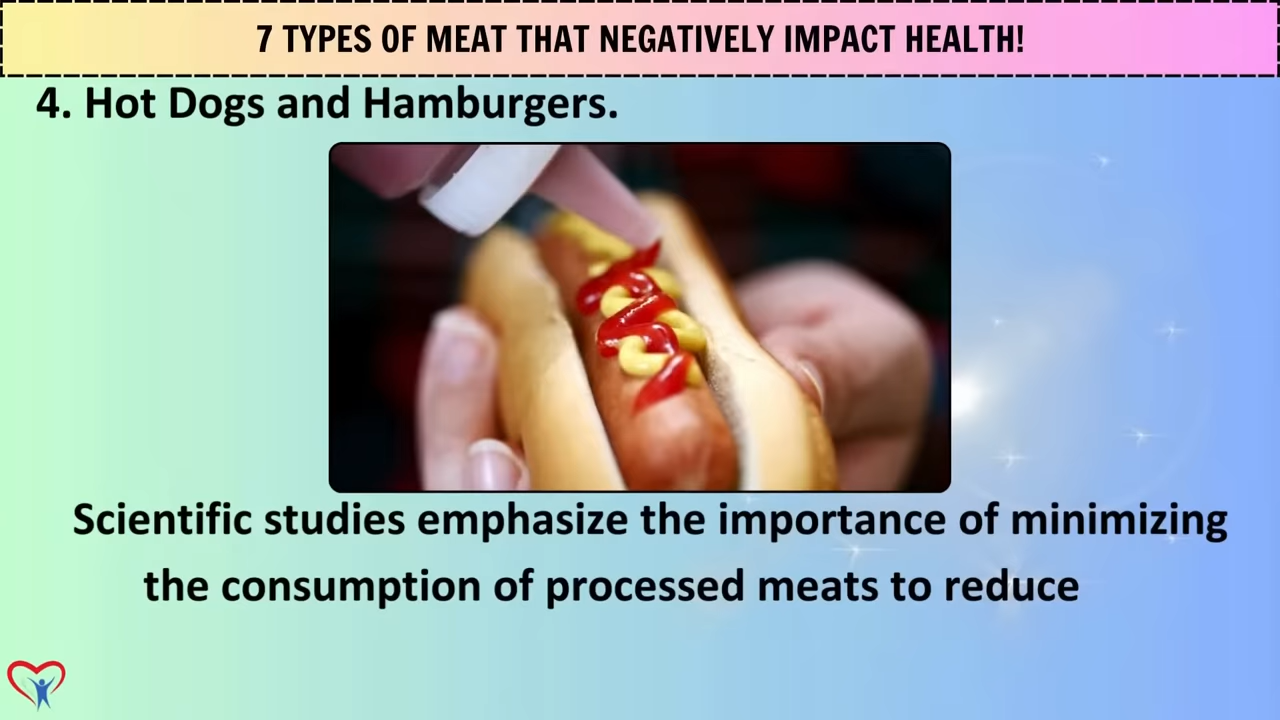 7 TYPES OF MEAT THAT NEGATIVELY IMPACT HEALTH!
4. Hot Dogs and Hamburgers.
Scientific studies emphasize the importance of minimizing
the consumption of processed meats to reduce